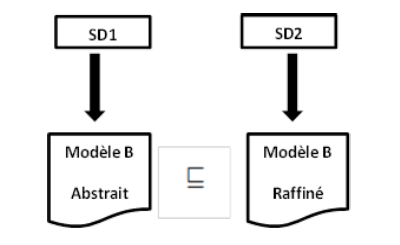 SD1
SD2
Modèle B
Abstrait
⊑
Modèle B
Raffiné